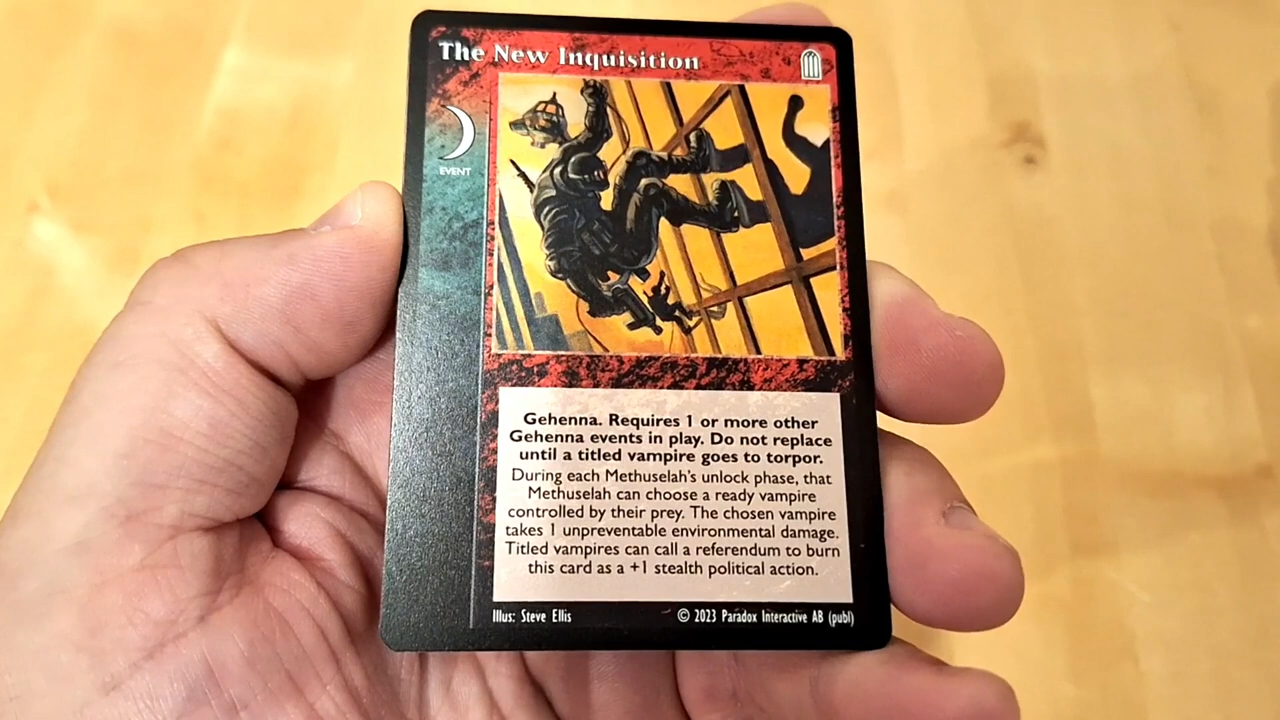 The New Inquisition
EVENT
Gehenna. Requires 1 or more other
Gehenna events in play. Do not replace
until a titled vampire goes to torpor.
During each Methuselah's unlock phase, that
Methuselah can choose a ready vampire
controlled by their prey. The chosen vampire
takes 1 unpreventable environmental damage.
Titled vampires can call a referendum to burn
this card as a +1 stealth political action.
Illus: Steve Ellis © 2023 Paradox Interactive AB (publ)